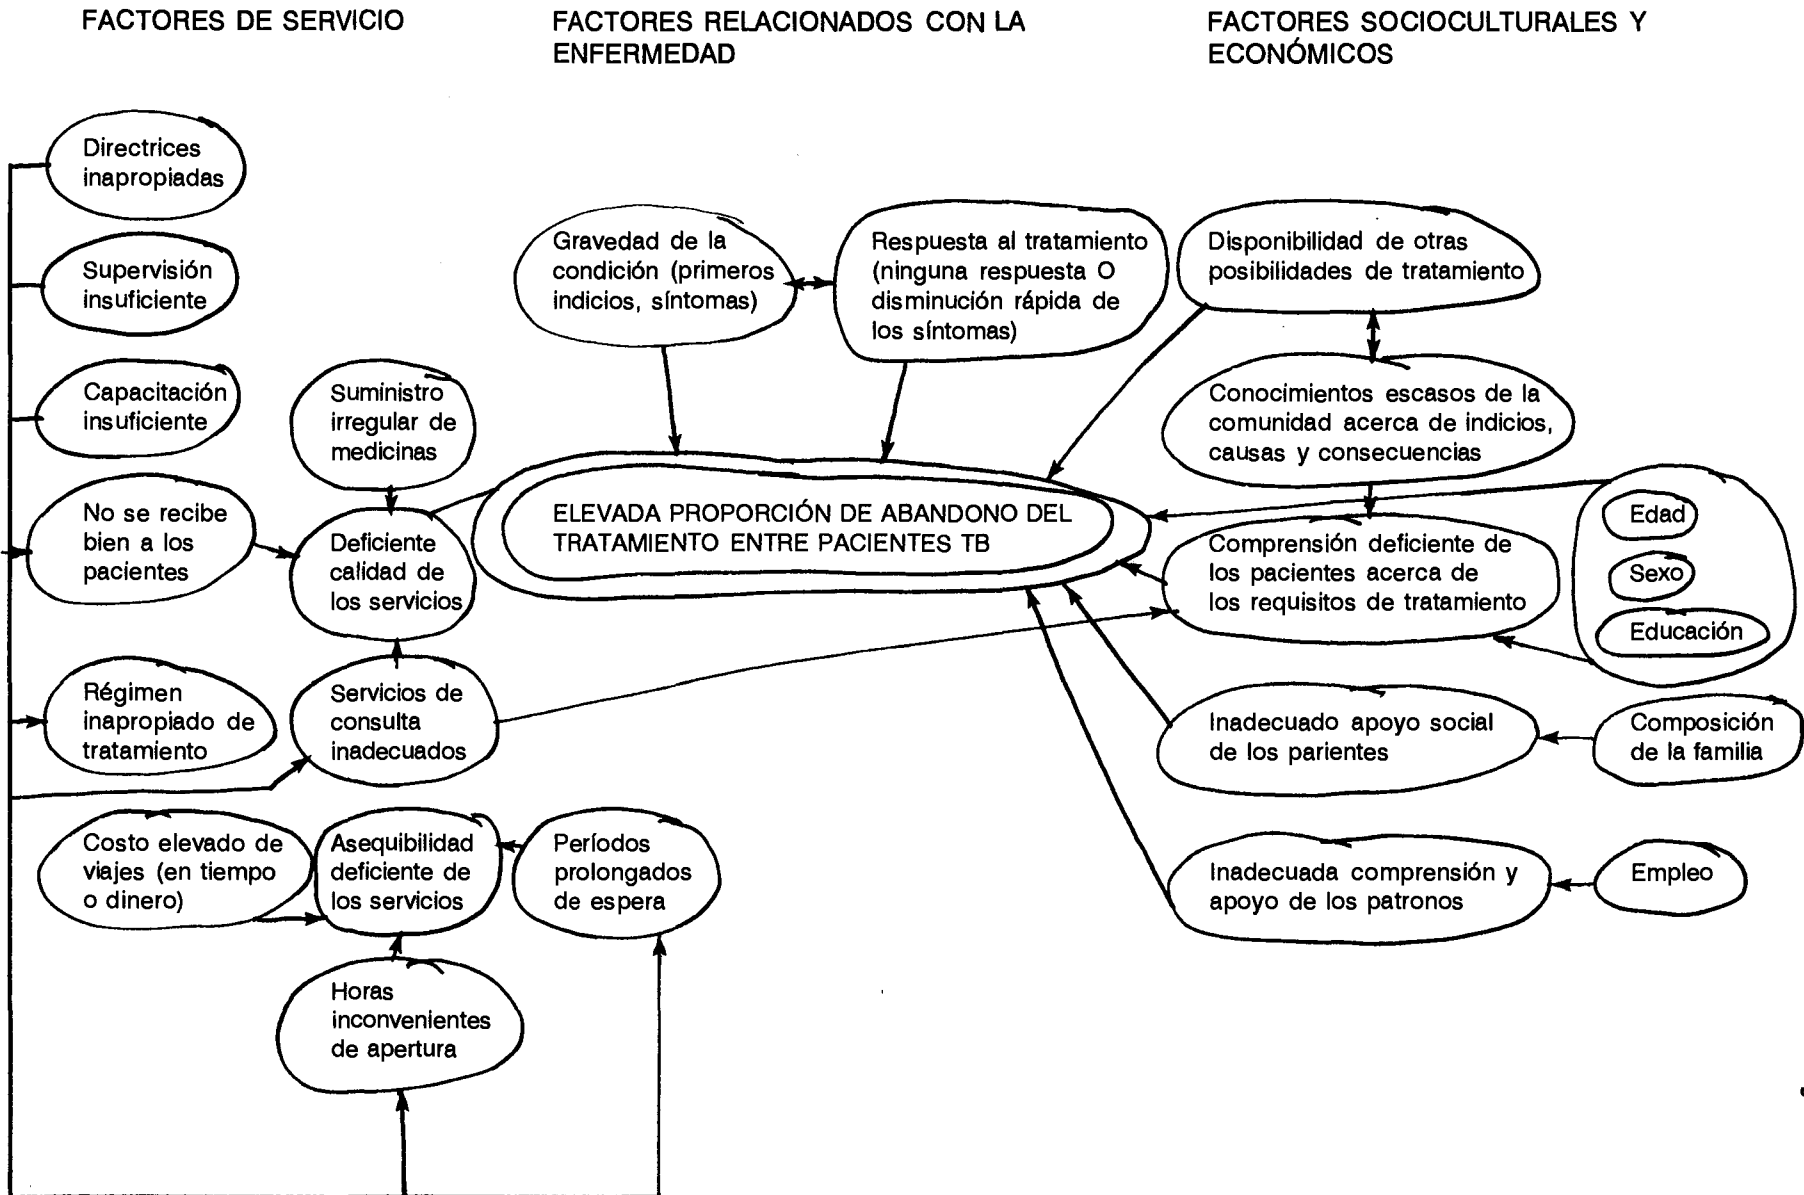 FACTORES DE SERVICIO
FACTORES RELACIONADOS CON LA
ENFERMEDAD
FACTORES SOCIOCULTURALES Y
ECONÓMICOS
Directrices
inapropiadas
Supervisión
insuficiente
Capacitación
insuficiente
No se recibe
bien a los
pacientes
Régimen
inapropiado de
tratamiento
Costo elevado de
viajes (en tiempo
o dinero)
Suministro
irregular de
medicinas
Deficiente
calidad de
los servicios
Servicios de
consulta
inadecuados
Asequibilidad
deficiente de
los servicios
Horas
inconvenientes
de apertura
Períodos
prolongados
de espera
Gravedad de la
condición (primeros
indicios, síntomas)
Respuesta al tratamiento
(ninguna respuesta O
disminución rápida de
los síntomas)
ELEVADA PROPORCIÓN DE ABANDONO DEL
TRATAMIENTO ENTRE PACIENTES TB
Disponibilidad de otras
posibilidades de tratamiento
Conocimientos escasos de la
comunidad acerca de indicios,
causas y consecuencias
Comprensión deficiente de
los pacientes acerca de
los requisitos de tratamiento
Inadecuado apoyo social
de los parientes
Inadecuada comprensión y
apoyo de los patronos
Edad
Sexo
Educación
Composición
de la familia
Empleo